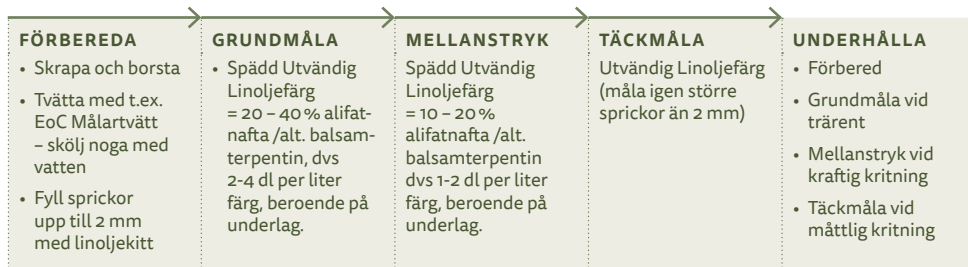 FÖRBEREDA
• Skrapa och borsta
• Tvätta med t.ex.
EoC Målartvätt
– skölj noga med
vatten
• Fyll sprickor
upp till 2 mm
med linoljekitt
GRUNDMÅLA
• Spädd Utvändig
Linoljefärg
= 20 – 40 % alifat-
nafta /alt. balsam-
terpentin, dvs
2-4 dl per liter
färg, beroende på
underlag.
MELLANSTRYK
Spädd Utvändig
Linoljefärg
= 10 – 20 %
alifatnafta /alt.
balsamterpentin
dvs 1-2 dl per liter
färg, beroende på
underlag.
TÄCKMÅLA
Utvändig Linoljefärg
(måla igen större
sprickor än 2 mm)
UNDERHÅLLA
• Förbered
• Grundmåla vid
trärent
• Mellanstryk vid
kraftig kritning
• Täckmåla vid
måttlig kritning